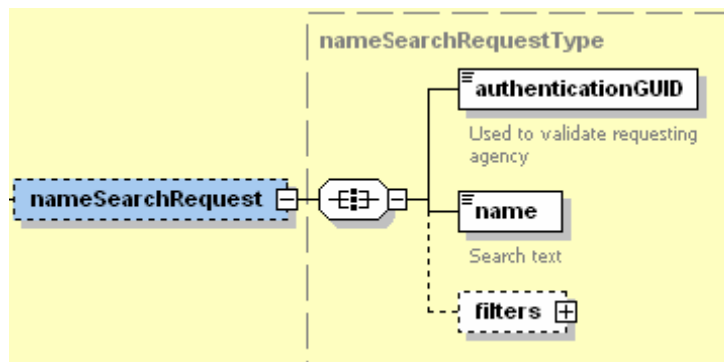 nameSearchRequestType
authenticationGUID
Used to validate requesting
agency
nameSearchRequest
name
Search text
filters